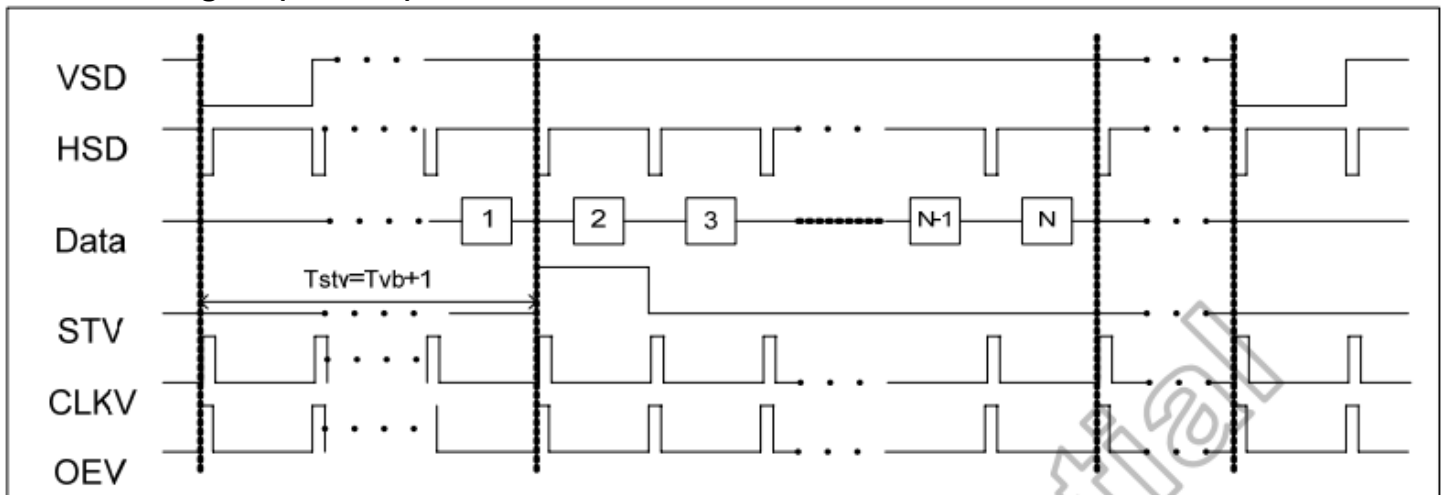 VSD
HSD
Data
1
2
3
N-1
N
Tstv=Tvb+1
STV
CLKV
OEV